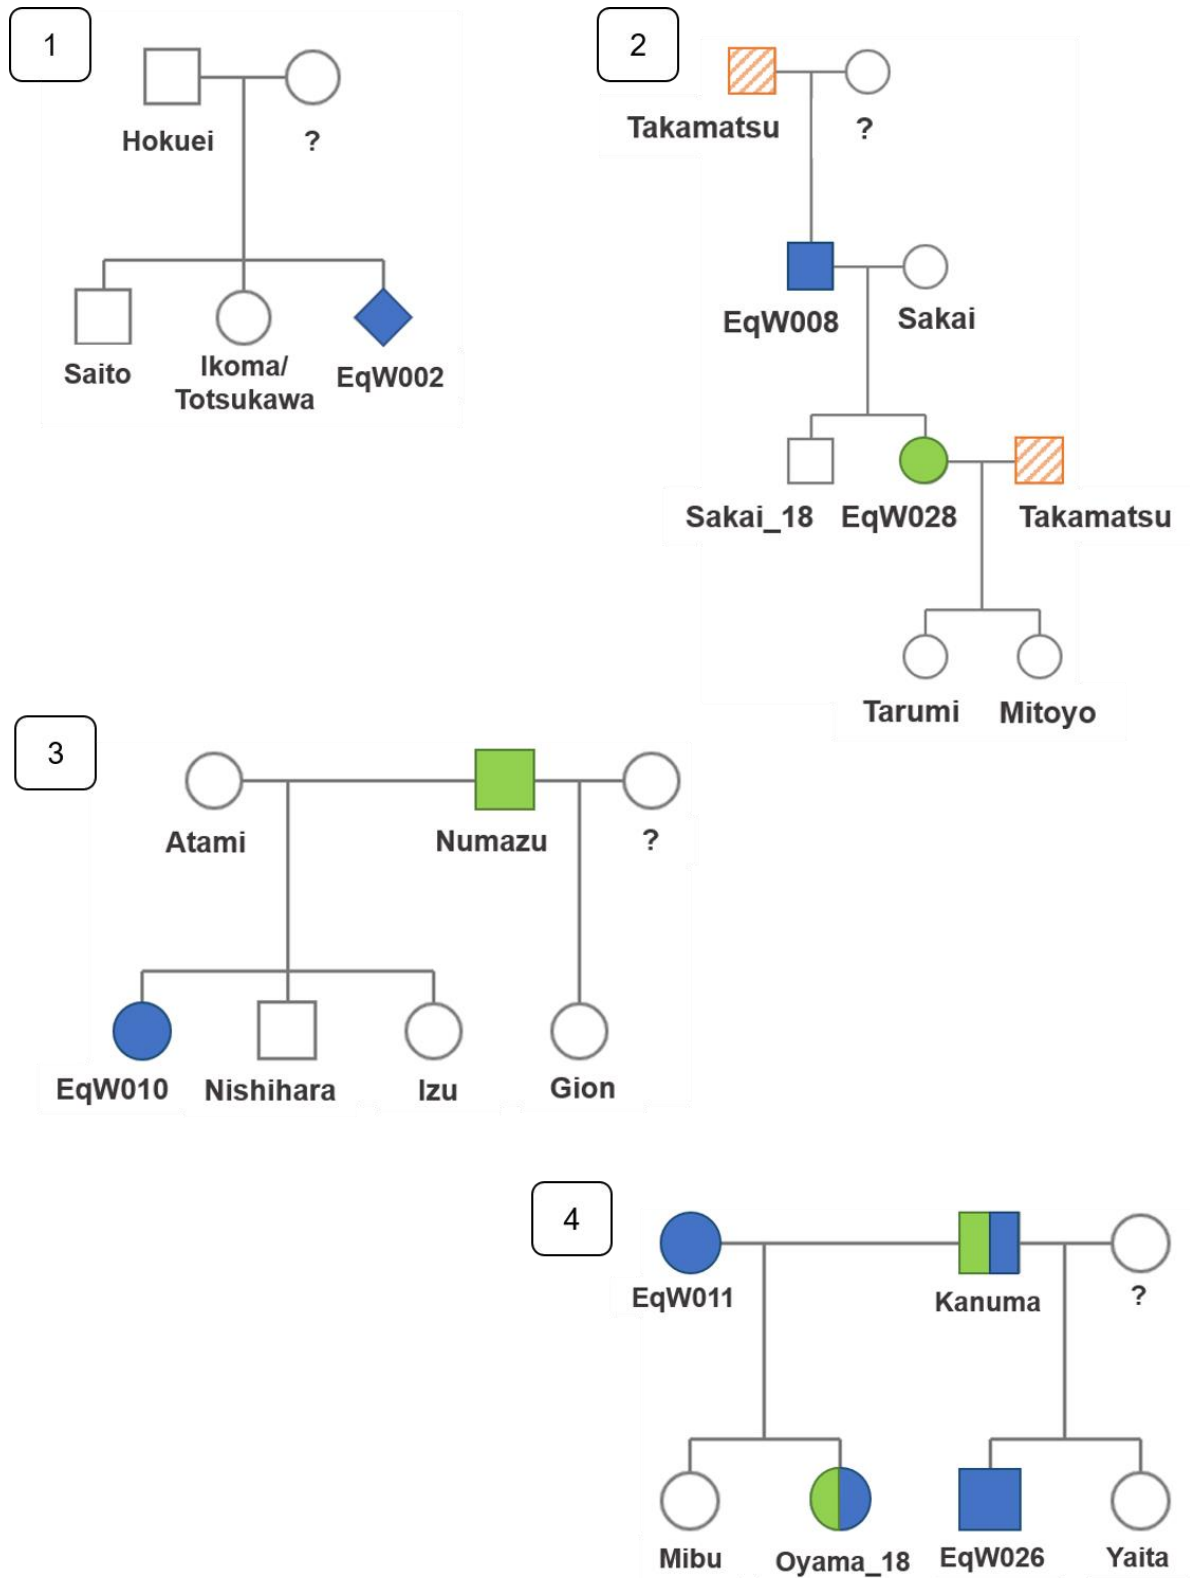 1
Hokuei
?
Saito
Ikoma/
Totsukawa
EqW002
2
Takamatsu
?
EqW008
Sakai
Sakai_18
EqW028
Takamatsu
Tarumi
Mitoyo
3
Atami
Numazu
?
EqW010
Nishihara
Izu
Gion
4
EqW011
Kanuma
?
Mibu
Oyama_18
EqW026
Yaita